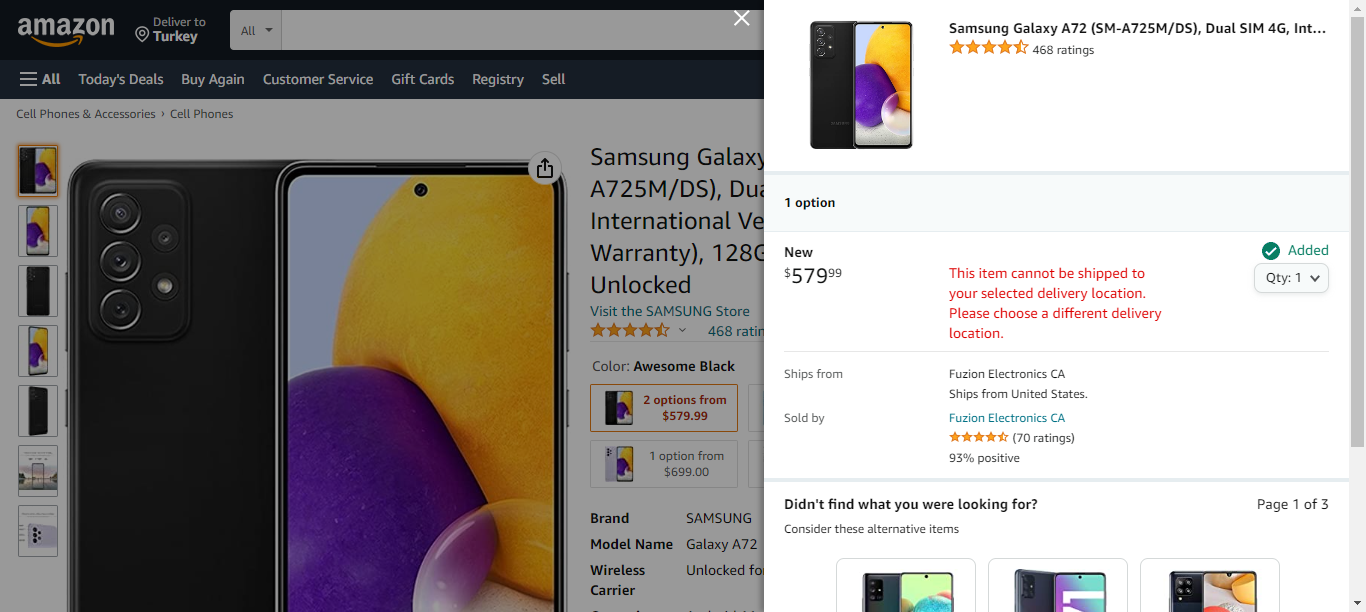 amazon
Deliver to
Turkey
All
All
Today's Deals
Buy Again
Customer Service
Gift Cards
Registry
Sell
Cell Phones & Accessories › Cell Phones
Samsung Galaxy
A725M/DS), Dua
International Ve
Warranty), 128G
Unlocked
Visit the SAMSUNG Store
468 ratin
Color: Awesome Black
2 options from
$579.99
1 option from
$699.00
Brand SAMSUNG
Model Name Galaxy A72
Wireless Unlocked fo
Carrier
Samsung Galaxy A72 (SM-A725M/DS), Dual SIM 4G, Int...
468 ratings
1 option
New
$579 99
Added
Qty: 1
This item cannot be shipped to
your selected delivery location.
Please choose a different delivery
location.
Ships from Fuzion Electronics CA
Ships from United States.
Sold by Fuzion Electronics CA
(70 ratings)
93% positive
Didn't find what you were looking for? Page 1 of 3
Consider these alternative items